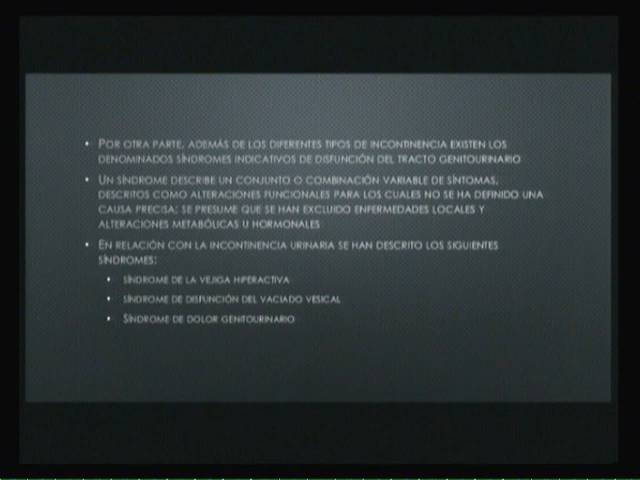 • POR OTRA PARTE, ADEMÁS DE LOS DIFERENTES TIPOS DE INCONTINENCIA EXISTEN LOS
DENOMINADOS SÍNDROMES INDICATIVOS DE DISFUNCIÓN DEL TRACTO GENITOURINARIO
• UN SÍNDROME DESCRIBE UN CONJUNTO O COMBINACIÓN VARIABLE DE SÍNTOMAS,
DESCRITOS COMO ALTERACIONES FUNCIONALES PARA LOS CUALES NO SE HA DEFINIDO UNA
CAUSA PRECISA; SE PRESUME QUE SE HAN EXCLUIDO ENFERMEDADES LOCALES Y
ALTERACIONES METABÓLICAS U HORMONALES
• EN RELACIÓN CON LA INCONTINENCIA URINARIA SE HAN DESCRITO LOS SIGUIENTES
SÍNDROMES:
• SÍNDROME DE LA VEJIGA HIPERACTIVA
• SÍNDROME DE DISFUNCIÓN DEL VACIADO VESICAL
• SÍNDROME DE DOLOR GENITOURINARIO